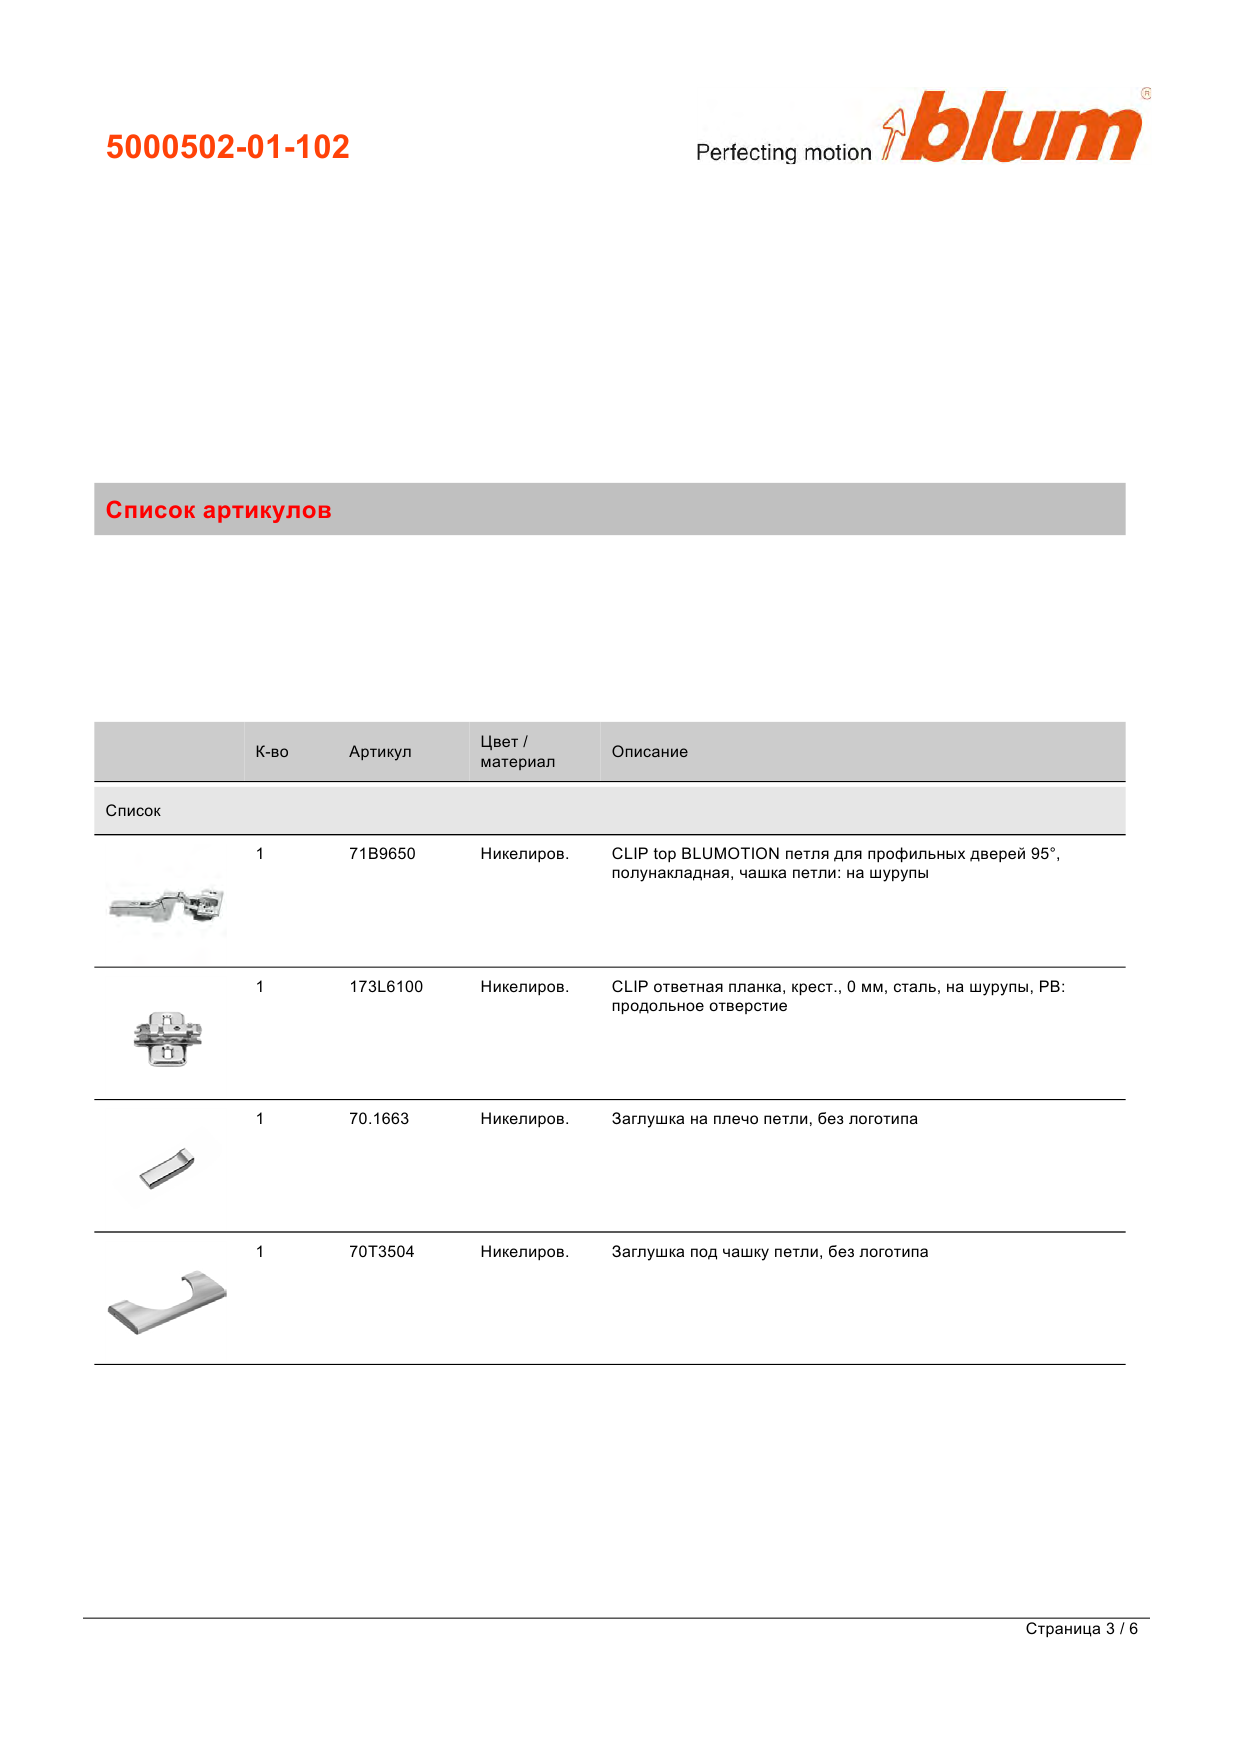 5000502-01-102
Perfecting motion
blum®
Список артикулов
К-во
Артикул
Цвет /
материал
Описание
Список
1
71B9650
Никелиров.
CLIP top BLUMOTION петля для профильных дверей 95°,
полунакладная, чашка петли: на шурупы
1
173L6100
Никелиров.
CLIP ответная планка, крест., 0 мм, сталь, на шурупы, РВ:
продольное отверстие
1
70.1663
Никелиров.
Заглушка на плечо петли, без логотипа
1
70T3504
Никелиров.
Заглушка под чашку петли, без логотипа
Страница 3 / 6